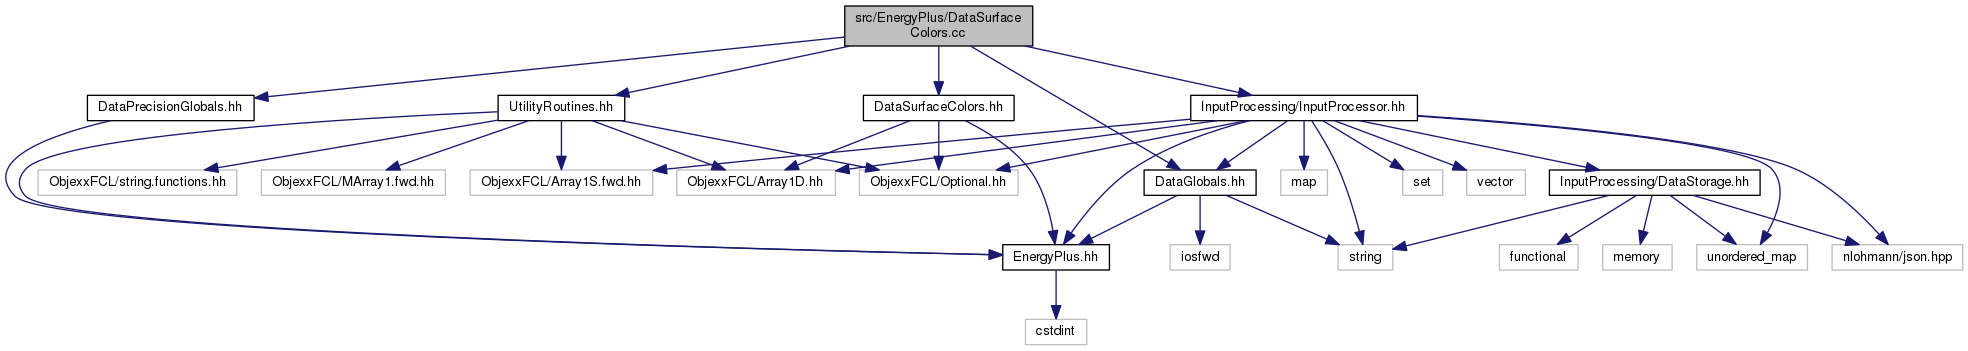 src/EnergyPlus/DataSurface
Colors.cc
DataPrecisionGlobals.hh
UtilityRoutines.hh
DataSurfaceColors.hh
InputProcessing/InputProcessor.hh
ObjexxFCL/string.functions.hh
ObjexxFCL/MArray1.fwd.hh
ObjexxFCL/Array1S.fwd.hh
ObjexxFCL/Array1D.hh
ObjexxFCL/Optional.hh
DataGlobals.hh
map
set
vector
InputProcessing/DataStorage.hh
EnergyPlus.hh
iosfwd
string
functional
memory
unordered_map
nlohmann/json.hpp
cstdint